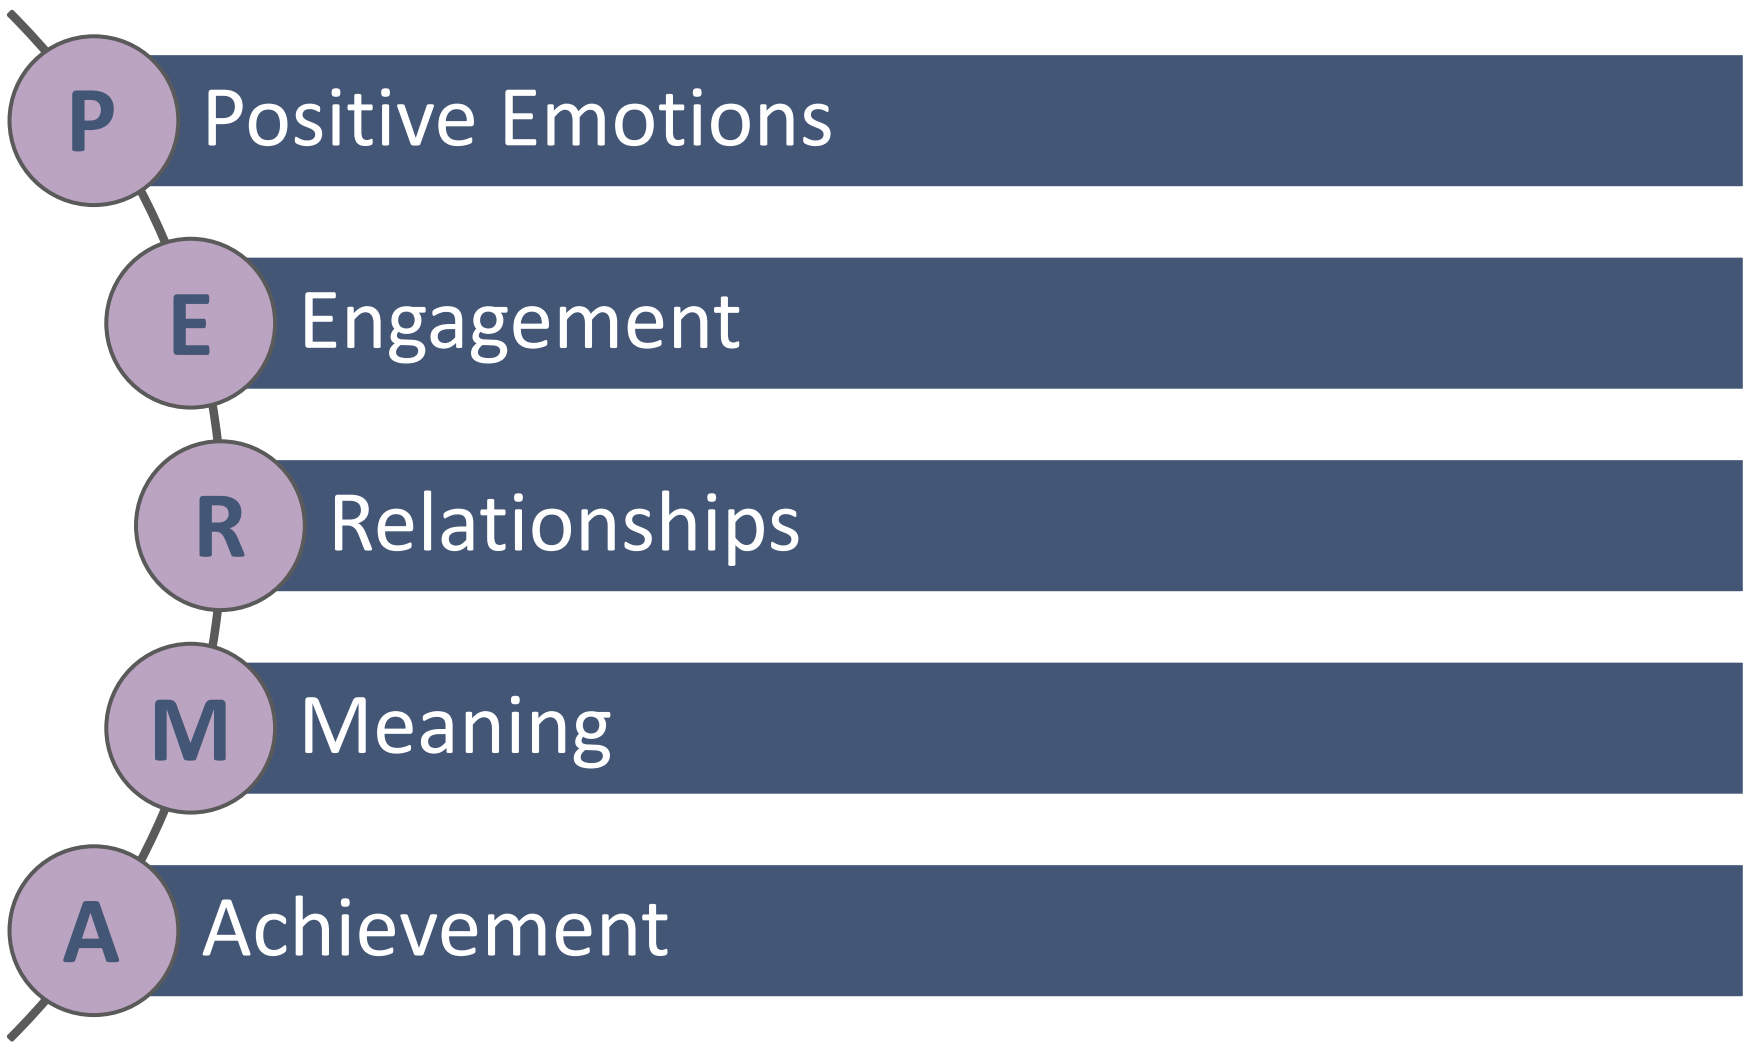 P Positive Emotions
E Engagement
R Relationships
M Meaning
A Achievement